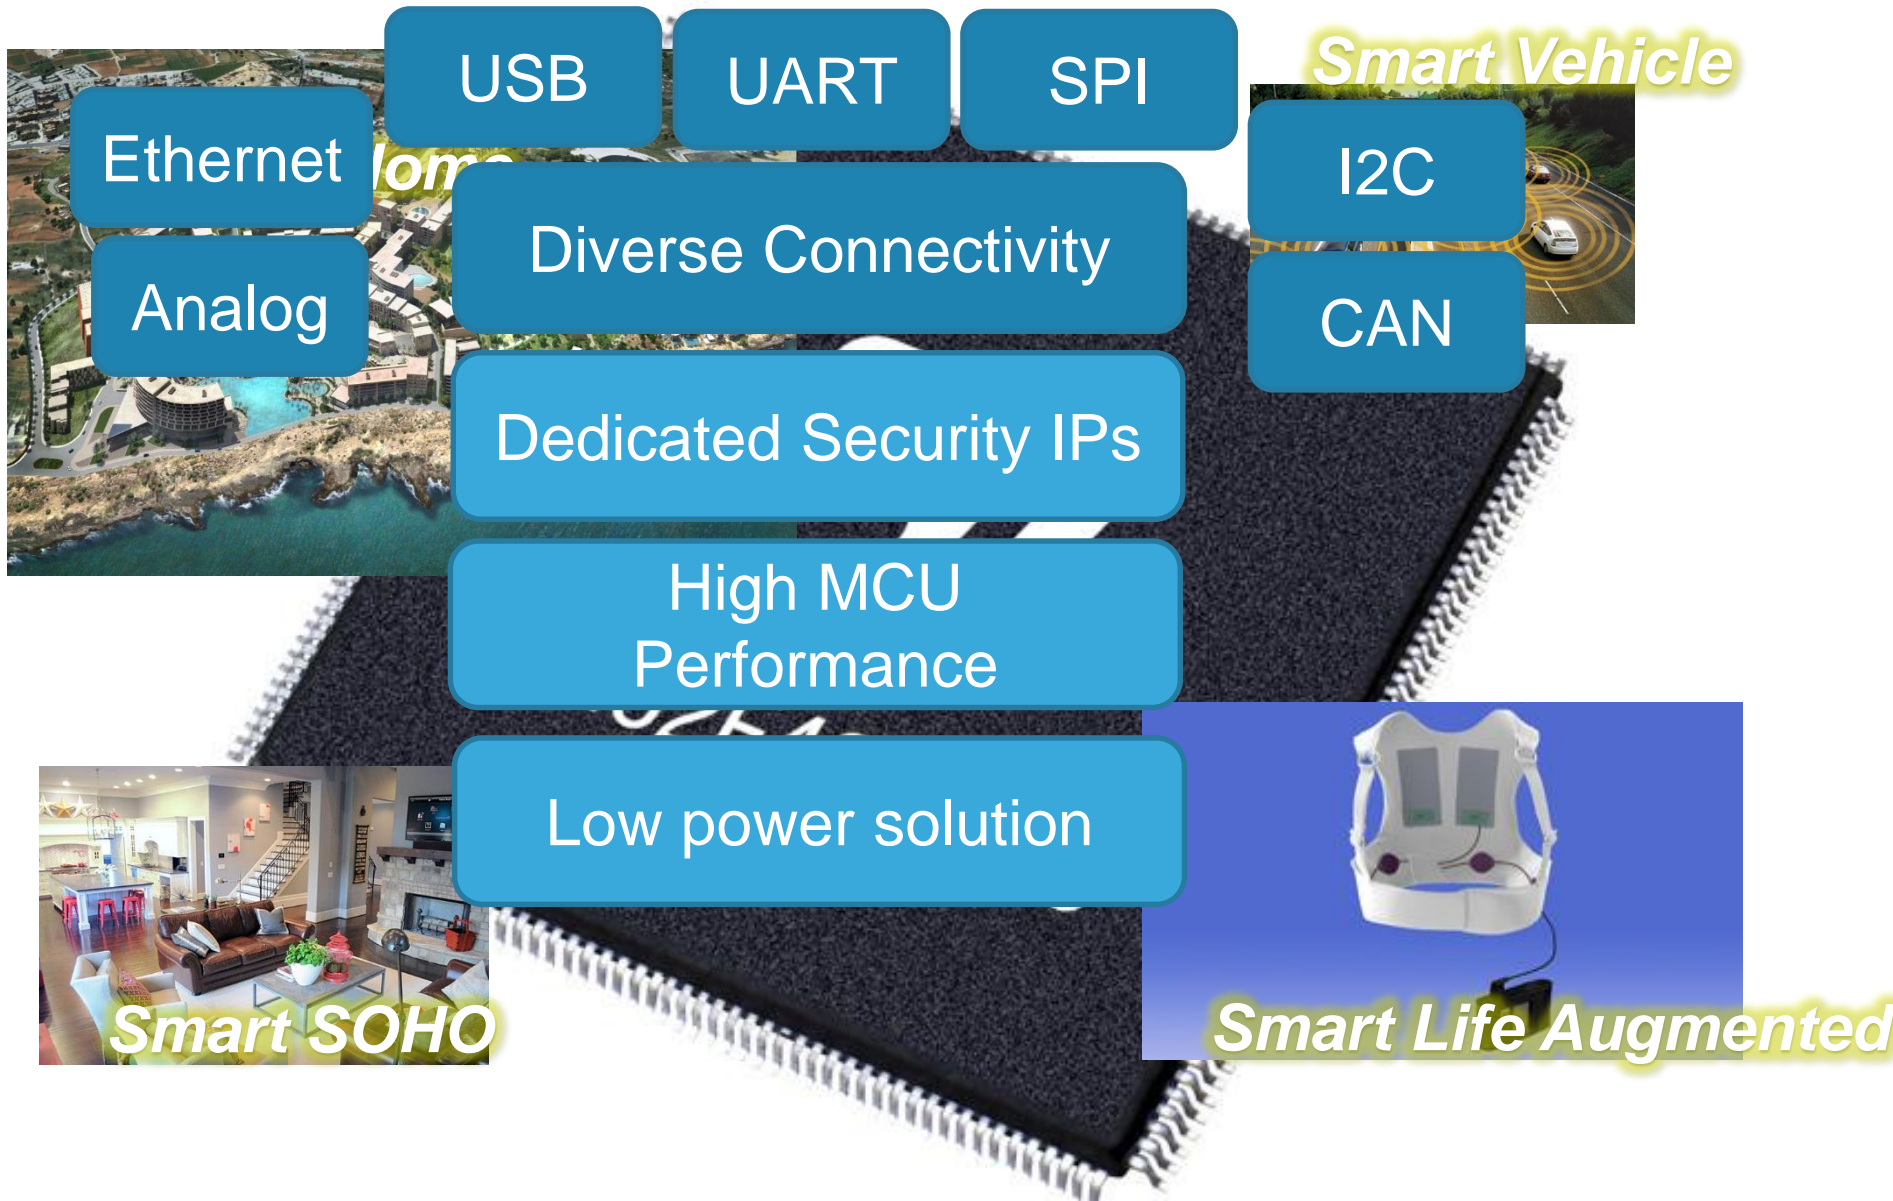 USB
UART
SPI
Smart Vehicle
Ethernet
I2C
Diverse Connectivity
Analog
CAN
Dedicated Security IPs
High MCU
Performance
Low power solution
Smart SOHO
Smart Life Augmented